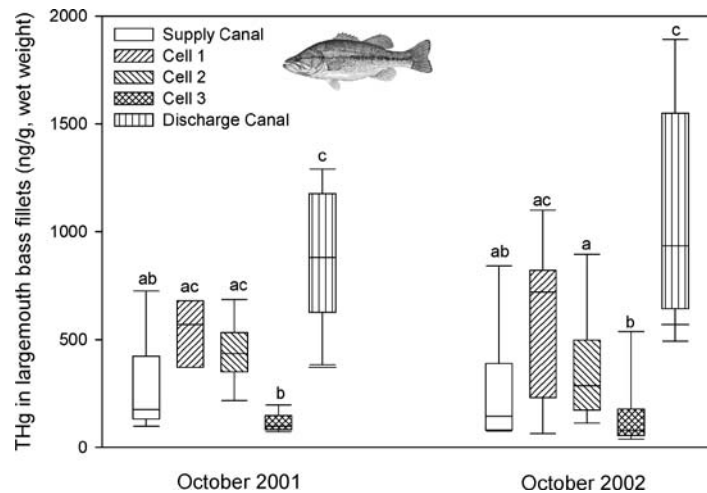 THg in largemouth bass fillets (ng/g, wet weight)
2000
1500
1000
500
0
Supply Canal
Cell 1
Cell 2
Cell 3
Discharge Canal
ab
ac
ac
b
c
ab
ac
a
b
c
October 2001
October 2002